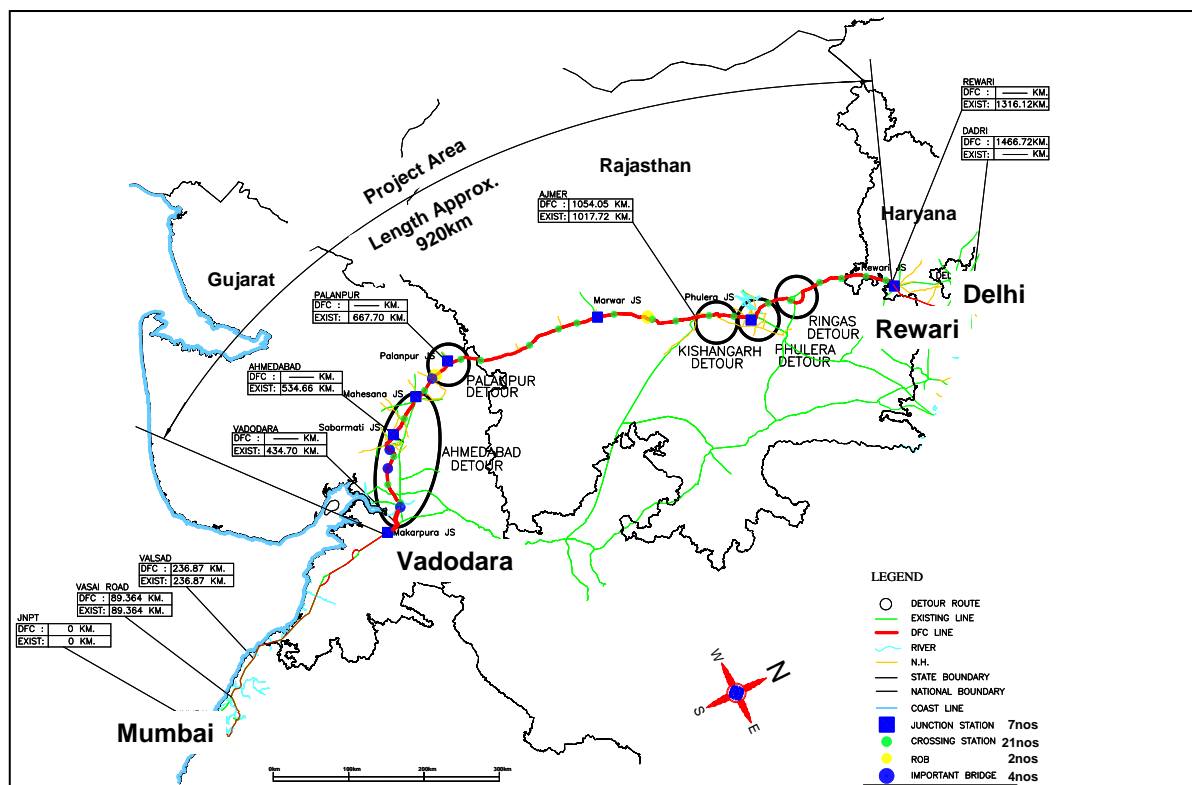 REWARI
DFC : —— KM.
EXIST: 1316.12KM.
DADRI
DFC : 1466.72KM.
EXIST: —— KM.
Project Area
Length Approx.
920km
Rajasthan
Haryana
Gujarat
AJMER
DFC : 1054.05 KM.
EXIST: 1017.72 KM.
Rewari JS
DEL
Delhi
Rewari
PALANPUR
DFC : —— KM.
EXIST: 667.70 KM.
Marwar JS
Phulera JS
RINGAS
DETOUR
PHULERA
DETOUR
KISHANGARH
DETOUR
Palanpur JS
PALANPUR
DETOUR
AHMEDABAD
DFC : —— KM.
EXIST: 534.66 KM.
Mahesana JS
Sabarmati JS
VADODARA
DFC : —— KM.
EXIST: 434.70 KM.
AHMEDABAD
DETOUR
Makarpura JS
Vadodara
VALSAD
DFC : 236.87 KM.
EXIST: 236.87 KM.
VASAI ROAD
DFC : 89.364 KM.
EXIST: 89.364 KM.
JNPT
DFC : 0 KM.
EXIST: 0 KM.
Mumbai
W
N
S
E
0km
100km
200km
300km
LEGEND
DETOUR ROUTE
EXISTING LINE
DFC LINE
RIVER
N.H.
STATE BOUNDARY
NATIONAL BOUNDARY
COAST LINE
JUNCTION STATION 7nos
CROSSING STATION 21nos
ROB 2nos
IMPORTANT BRIDGE 4nos